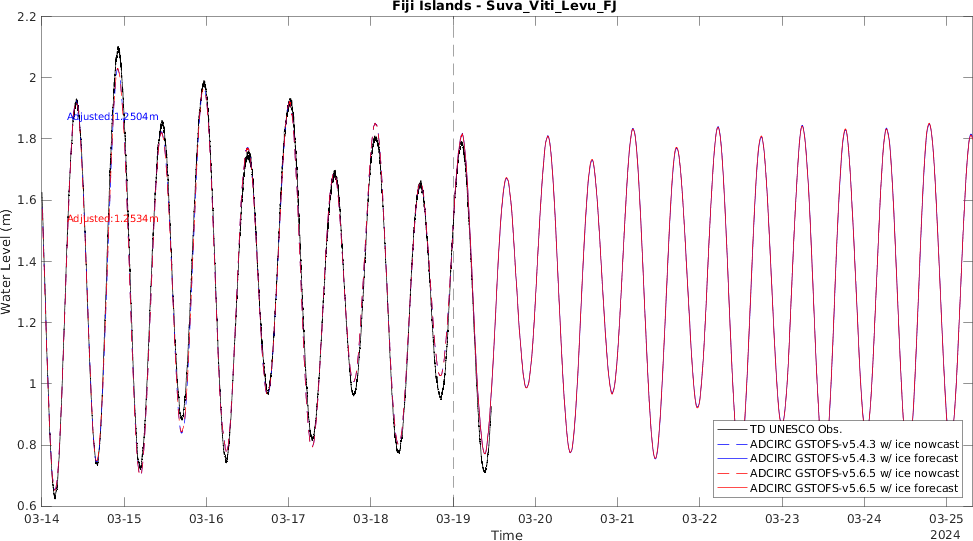 Fiji Islands - Suva_Viti_Levu_FJ
2.2
2
1.8
1.6
1.4
1.2
1
0.8
0.6
Water Level (m)
Adjusted:1.2504m
Adjusted:1.2534m
TD UNESCO Obs.
ADCIRC GSTOFS-v5.4.3 w/ ice nowcast
ADCIRC GSTOFS-v5.4.3 w/ ice forecast
ADCIRC GSTOFS-v5.6.5 w/ ice nowcast
ADCIRC GSTOFS-v5.6.5 w/ ice forecast
03-14 03-15 03-16 03-17 03-18 03-19 03-20 03-21 03-22 03-23 03-24 03-25
2024
Time